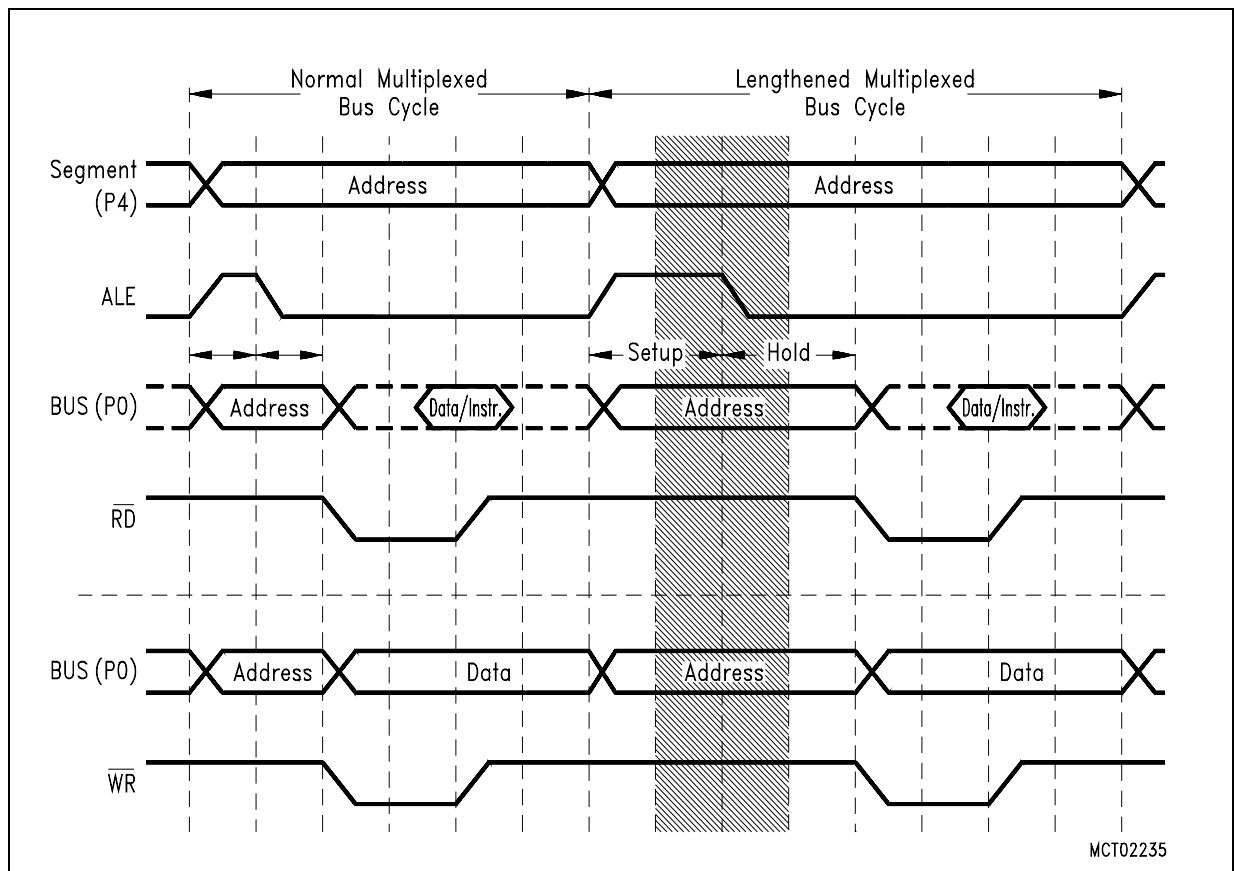 Normal Multiplexed
Bus Cycle
Lengthened Multiplexed
Bus Cycle
Segment
(P4)
Address
Address
ALE
Setup
Hold
BUS (P0)
Address
Data/Instr.
Address
Data/Instr.
RD
BUS (P0)
Address
Data
Address
Data
WR
MCT02235